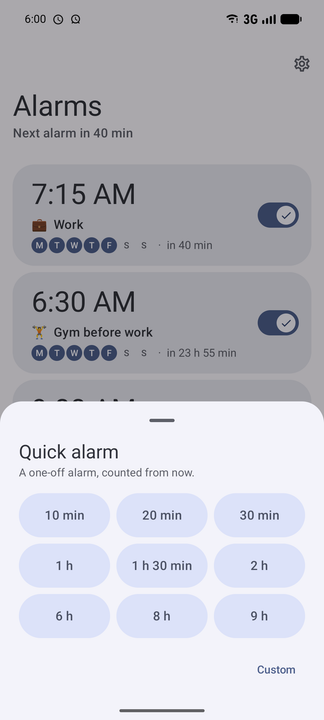 6:00
3G
Alarms
Next alarm in 40 min
7:15 AM
💼 Work
M T W T F S S · in 40 min
6:30 AM
🏋️ Gym before work
M T W T F S S · in 23 h 55 min
Quick alarm
A one-off alarm, counted from now.
10 min 20 min 30 min
1 h 1 h 30 min 2 h
6 h 8 h 9 h
Custom